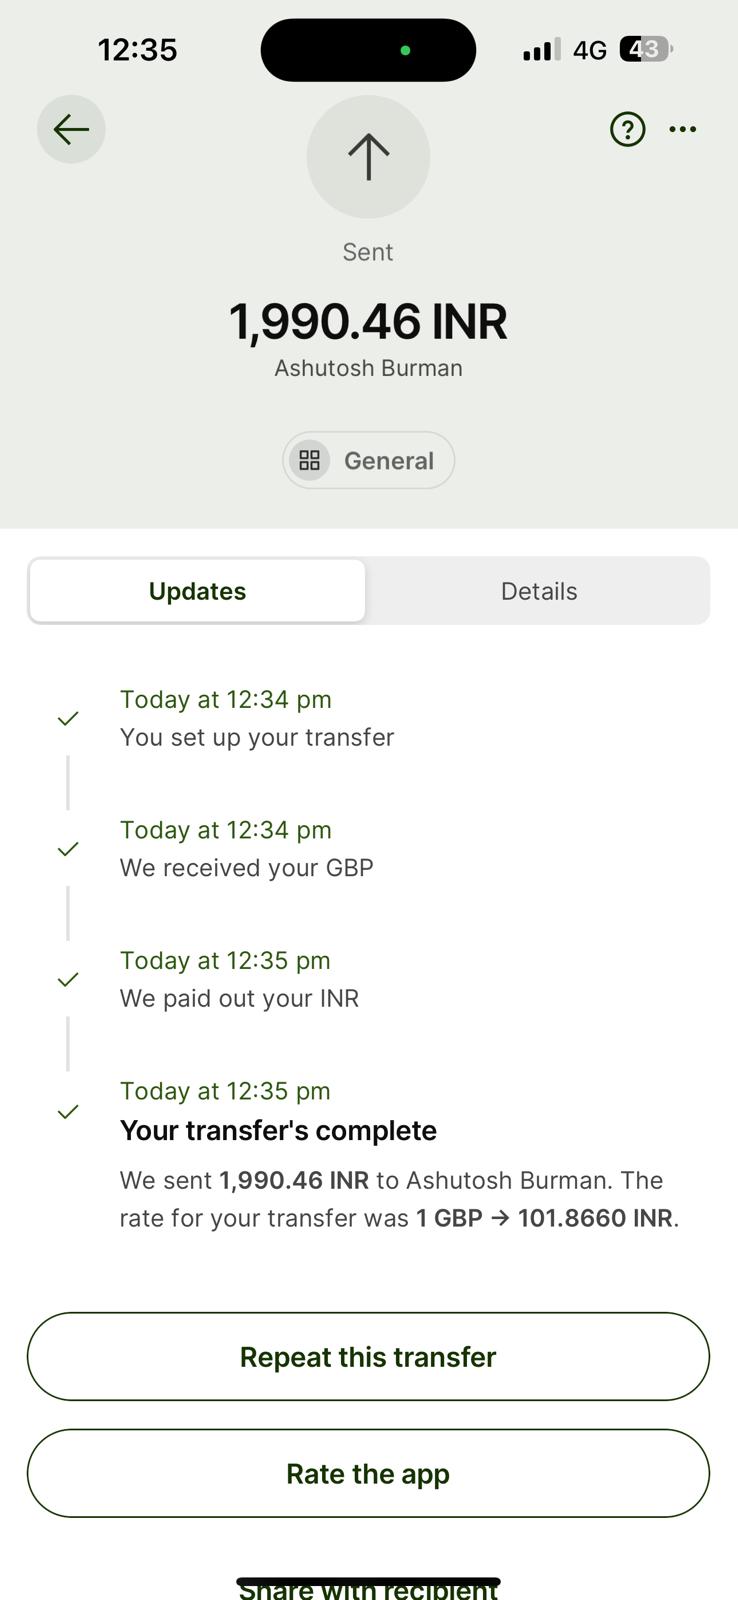 12:35
4G 43
?
Sent
1,990.46 INR
Ashutosh Burman
General
Updates Details
Today at 12:34 pm
You set up your transfer
Today at 12:34 pm
We received your GBP
Today at 12:35 pm
We paid out your INR
Today at 12:35 pm
Your transfer's complete
We sent 1,990.46 INR to Ashutosh Burman. The
rate for your transfer was 1 GBP → 101.8660 INR.
Repeat this transfer
Rate the app
Share with recipient